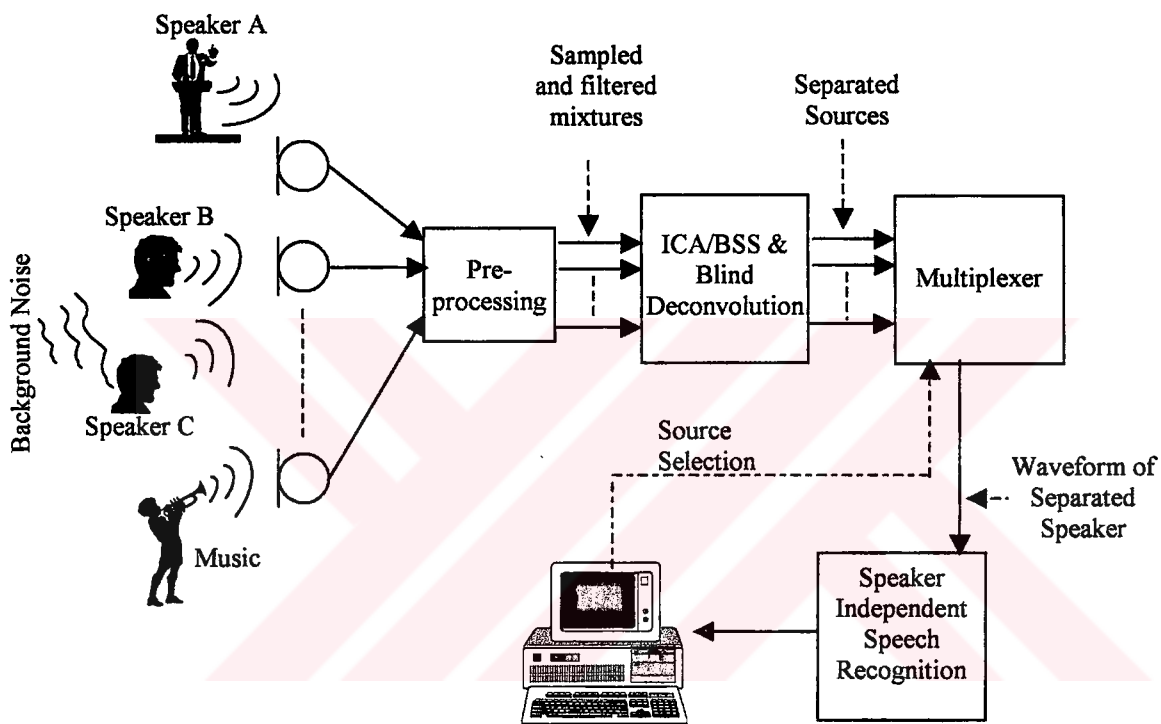 Speaker A
Sampled
and filtered
mixtures
Separated
Sources
Speaker B
Pre-
processing
ICA/BSS &
Blind
Deconvolution
Multiplexer
Background Noise
Speaker C
Source
Selection
Waveform of
Separated
Speaker
Music
Speaker
Independent
Speech
Recognition